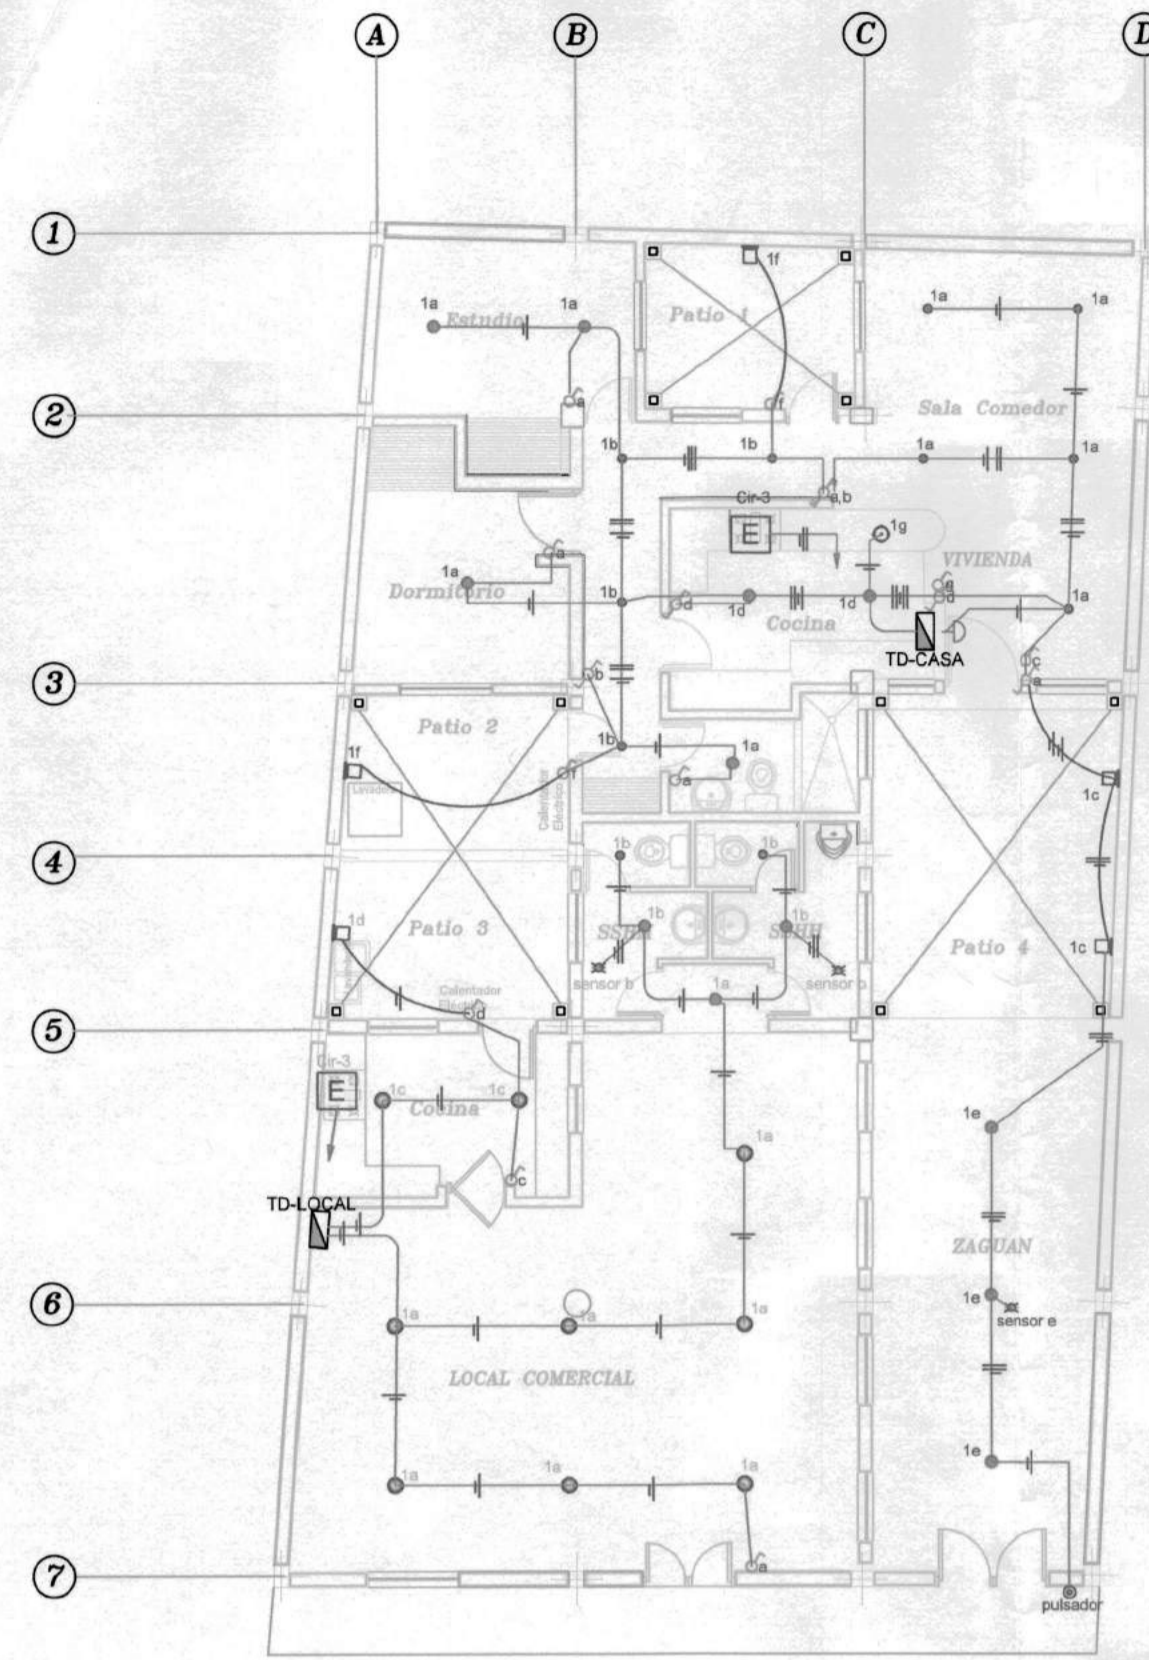 A B C D
1
1f
1a 1a
Estudio
Patio 1
1a 1a
a
f
2
Sala Comedor
1b 1b 1a 1a
a,b
Cir-3
E
1g
VIVIENDA
a
1a
Dormitorio
a
d
1b
d
1d
1d
Cocina
1a
TD-CASA
c
a
3
b
Patio 2
1b
1a
1f
f
Lavadora
Calentador
Eléctrico
a
1c
4
1b 1b
1d
1b 1b
Patio 3
SSHH SSHH
Patio 4
1c
sensor b
sensor b
1a
Calentador
Eléctrico
d
5
Cir-3
E
1c 1c
Cocina
1e
1a
c
TD-LOCAL
ZAGUAN
6
1a 1a 1a
1e
sensor e
LOCAL COMERCIAL
1a 1a 1a
1e
a
7
pulsador